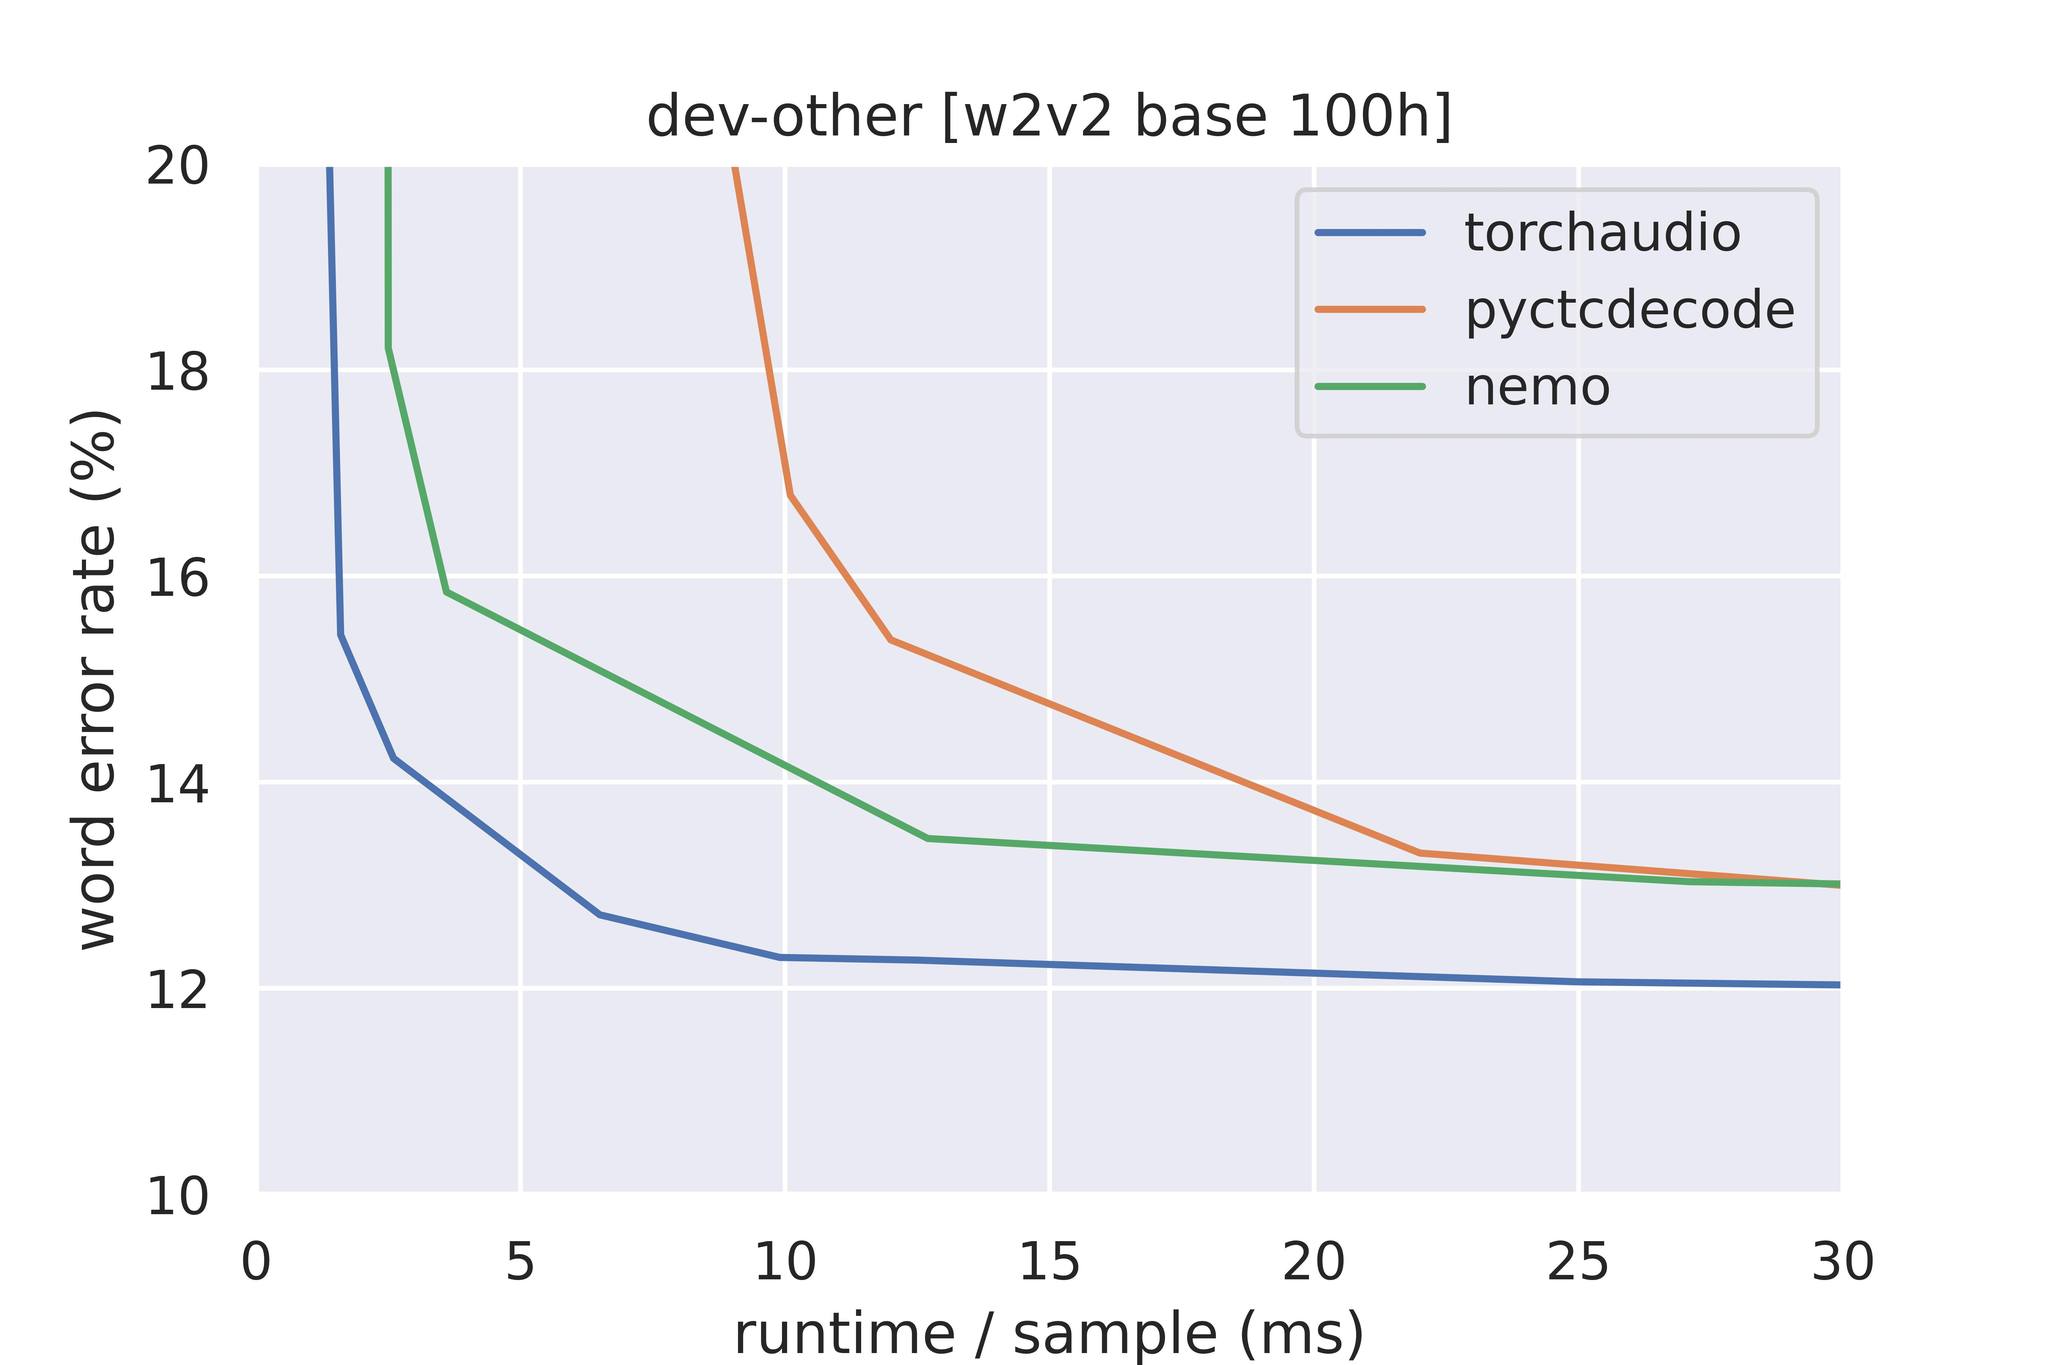 dev-other [w2v2 base 100h]
20
18
16
14
12
10
word error rate (%)
torchaudio
pyctcdecode
nemo
0 5 10 15 20 25 30
runtime / sample (ms)